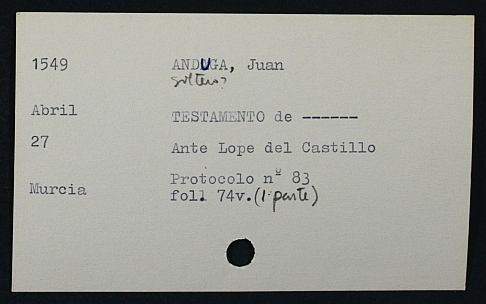 1549 ANDUGA, Juan
soltero?
Abril TESTAMENTO de ------
27 Ante Lope del Castillo
Protocolo nº 83
Murcia foll 74v. (1ª parte)